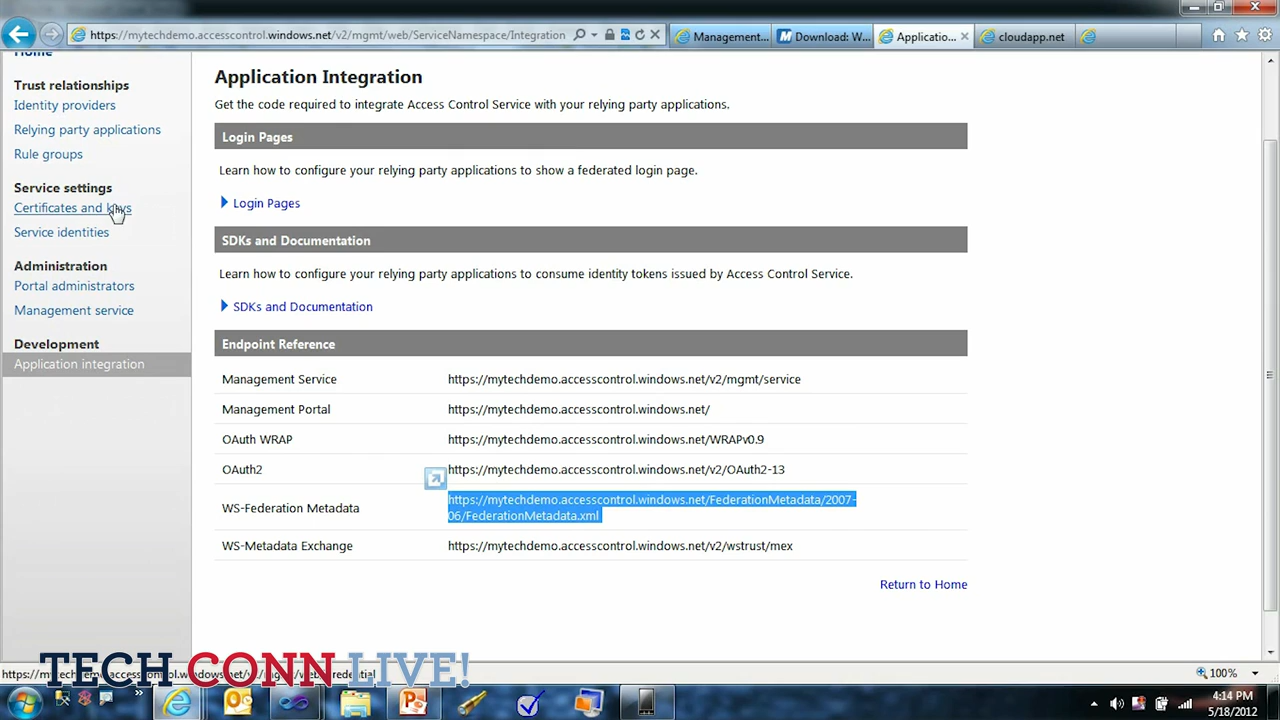 https://mytechdemo.accesscontrol.windows.net/v2/mgmt/web/ServiceNamespace/Integration
Management...
Download: W...
Applicatio...
cloudapp.net
Home
Trust relationships
Identity providers
Relying party applications
Rule groups
Service settings
Certificates and keys
Service identities
Administration
Portal administrators
Management service
Development
Application integration
Application Integration
Get the code required to integrate Access Control Service with your relying party applications.
Login Pages
Learn how to configure your relying party applications to show a federated login page.
Login Pages
SDKs and Documentation
Learn how to configure your relying party applications to consume identity tokens issued by Access Control Service.
SDKs and Documentation
Endpoint Reference
Management Service https://mytechdemo.accesscontrol.windows.net/v2/mgmt/service
Management Portal https://mytechdemo.accesscontrol.windows.net/
OAuth WRAP https://mytechdemo.accesscontrol.windows.net/WRAPv0.9
OAuth2 https://mytechdemo.accesscontrol.windows.net/v2/OAuth2-13
WS-Federation Metadata https://mytechdemo.accesscontrol.windows.net/FederationMetadata/2007-
06/FederationMetadata.xml
WS-Metadata Exchange https://mytechdemo.accesscontrol.windows.net/v2/wstrust/mex
Return to Home
TECH CONN LIVE!
100%
4:14 PM
5/18/2012